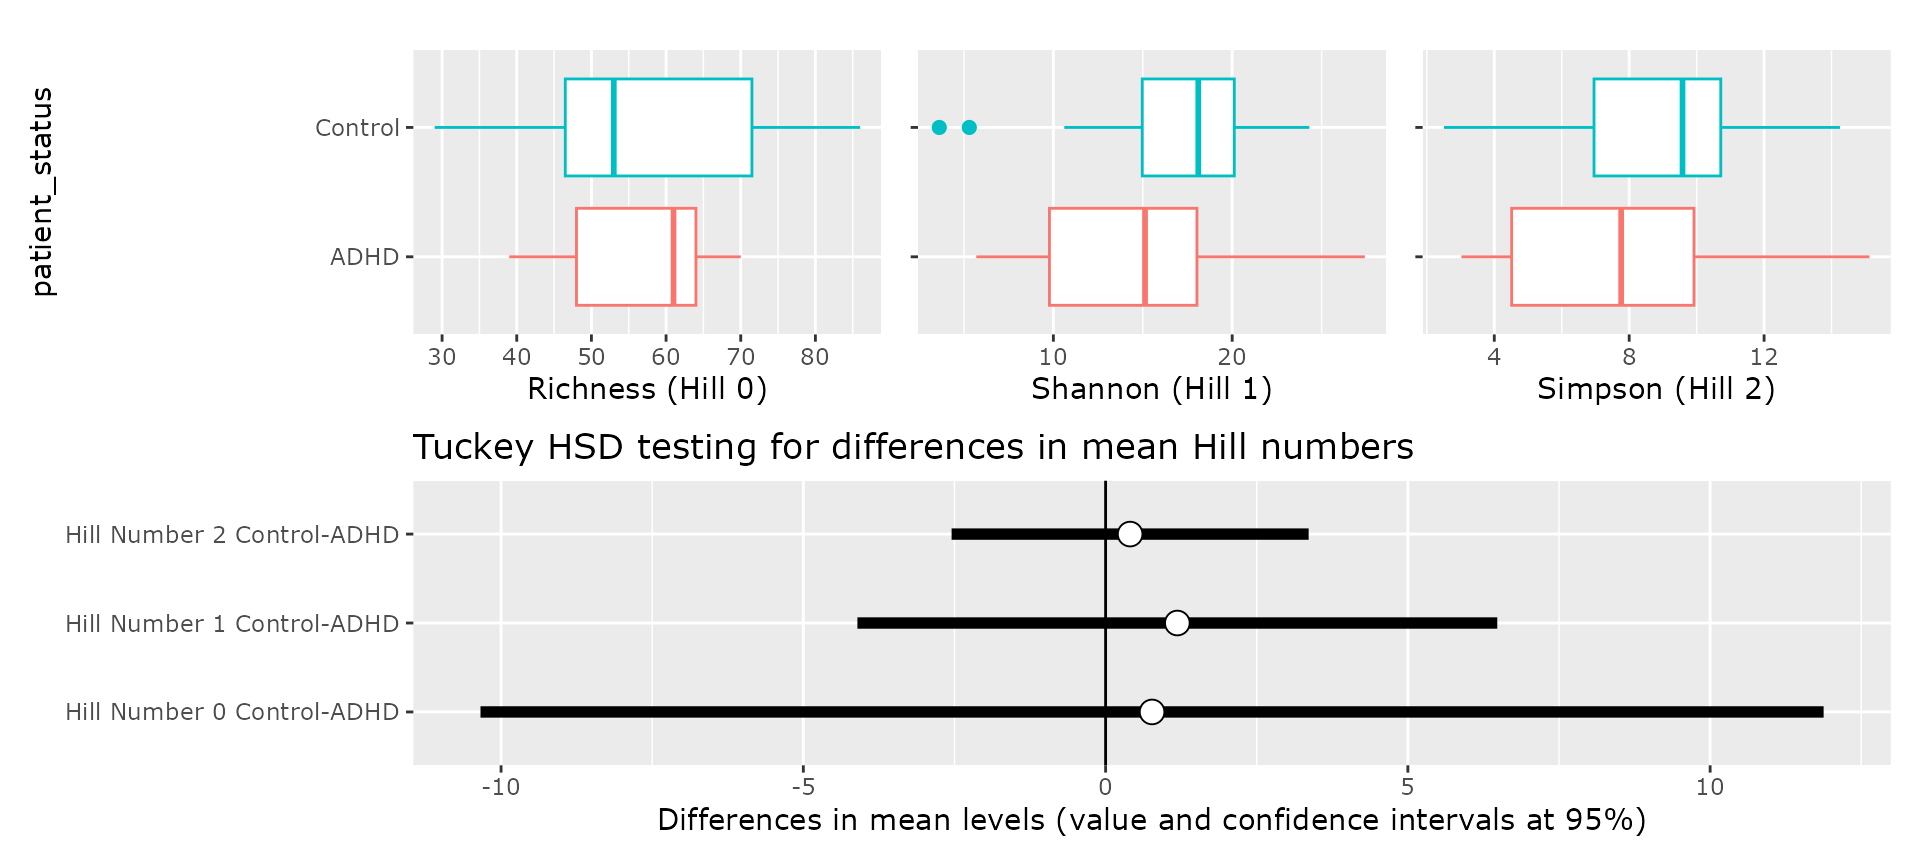 patient_status
Control
ADHD
30 40 50 60 70 80
10 20
4 8 12
Richness (Hill 0)
Shannon (Hill 1)
Simpson (Hill 2)
Tuckey HSD testing for differences in mean Hill numbers
Hill Number 2 Control-ADHD
Hill Number 1 Control-ADHD
Hill Number 0 Control-ADHD
-10 -5 0 5 10
Differences in mean levels (value and confidence intervals at 95%)